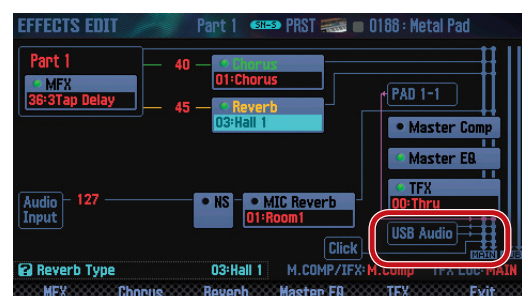 EFFECTS EDIT Part 1 SN-S PRST 0188:Metal Pad
Part 1
MFX
36:3Tap Delay
40
Chorus
01:Chorus
45
Reverb
03:Hall 1
PAD 1-1
Master Comp
Master EQ
TFX
00:Thru
Audio Input
127
NS
MIC Reverb
01:Room1
USB Audio
Click
MAIN
Reverb Type 03:Hall 1 M.COMP/IFX:M.Comp TFX LOC:MAIN
MFX Chorus Reverb Master EQ TFX Exit